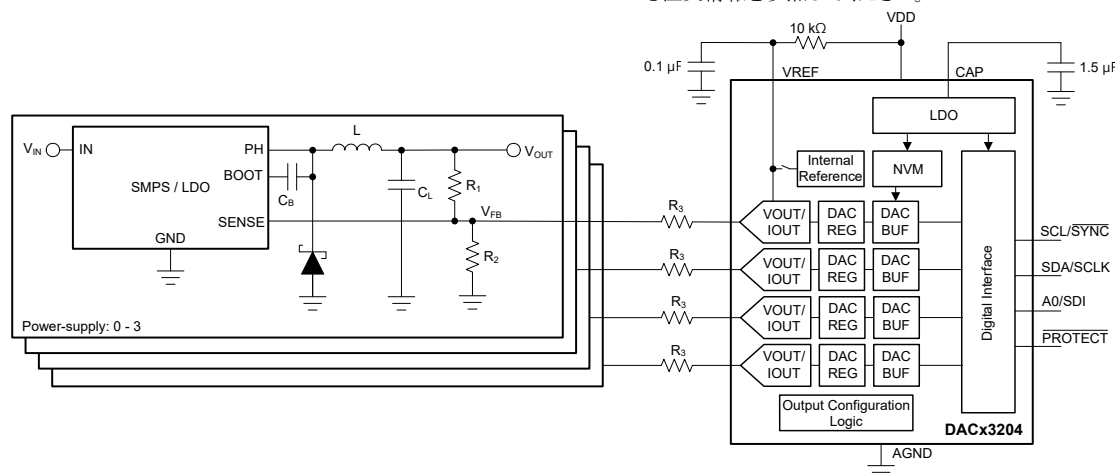 10 kΩ
VDD
0.1 µF
VREF
CAP
1.5 µF
LDO
Internal
Reference
NVM
VIN
IN
PH
L
VOUT
BOOT
SMPS / LDO
CB
CL
R1
SENSE
VFB
GND
R2
Power-supply: 0 - 3
R3
VOUT/
IOUT
DAC
REG
DAC
BUF
R3
VOUT/
IOUT
DAC
REG
DAC
BUF
R3
VOUT/
IOUT
DAC
REG
DAC
BUF
R3
VOUT/
IOUT
DAC
REG
DAC
BUF
Digital Interface
SCL/SYNC
SDA/SCLK
A0/SDI
PROTECT
Output Configuration
Logic
DACx3204
AGND